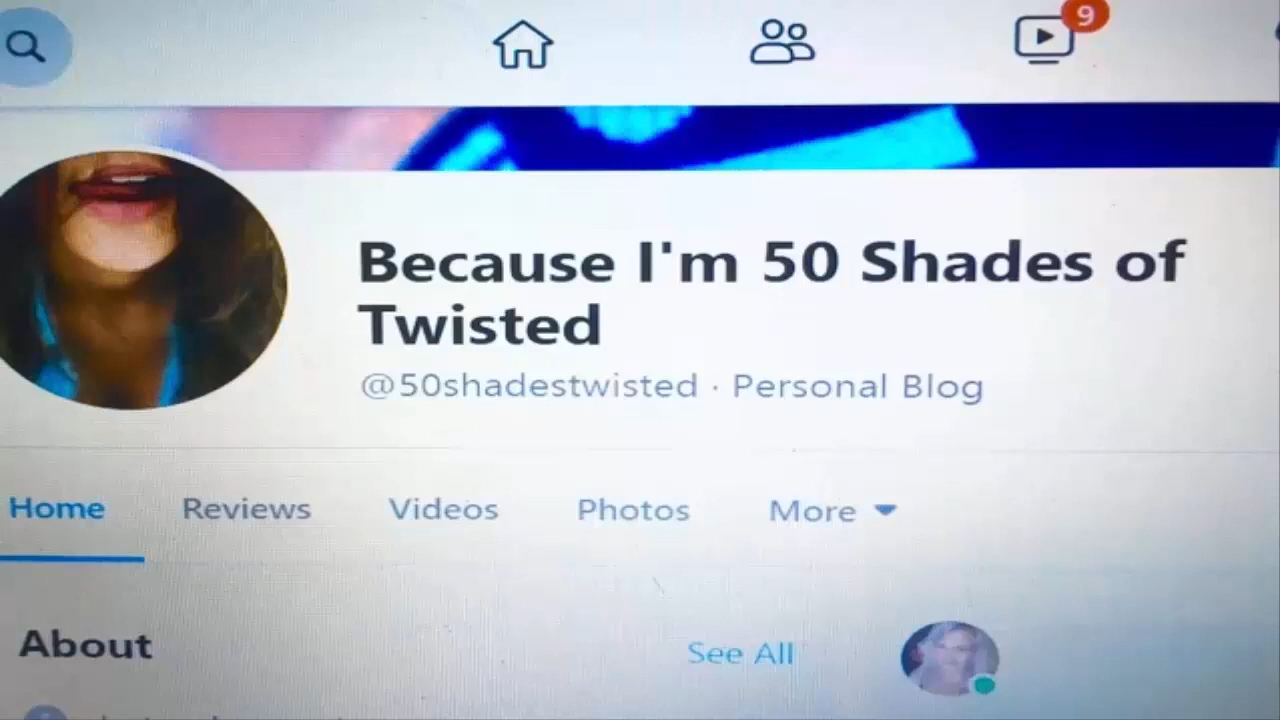 9
Because I'm 50 Shades of
Twisted
@50shadestwisted · Personal Blog
Home Reviews Videos Photos More
About See All